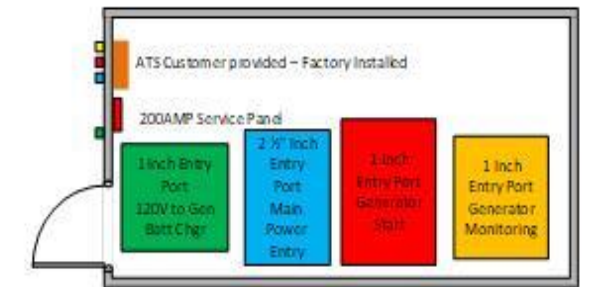 ATS Customer provided – Factory Installed
200AMP Service Panel
1 Inch Entry
Port
120V to Gen
Batt Chgr
2 ½" Inch
Entry
Port
Main
Power
Entry
1 Inch
Entry Port
Generator
Start
1 Inch
Entry Port
Generator
Monitoring